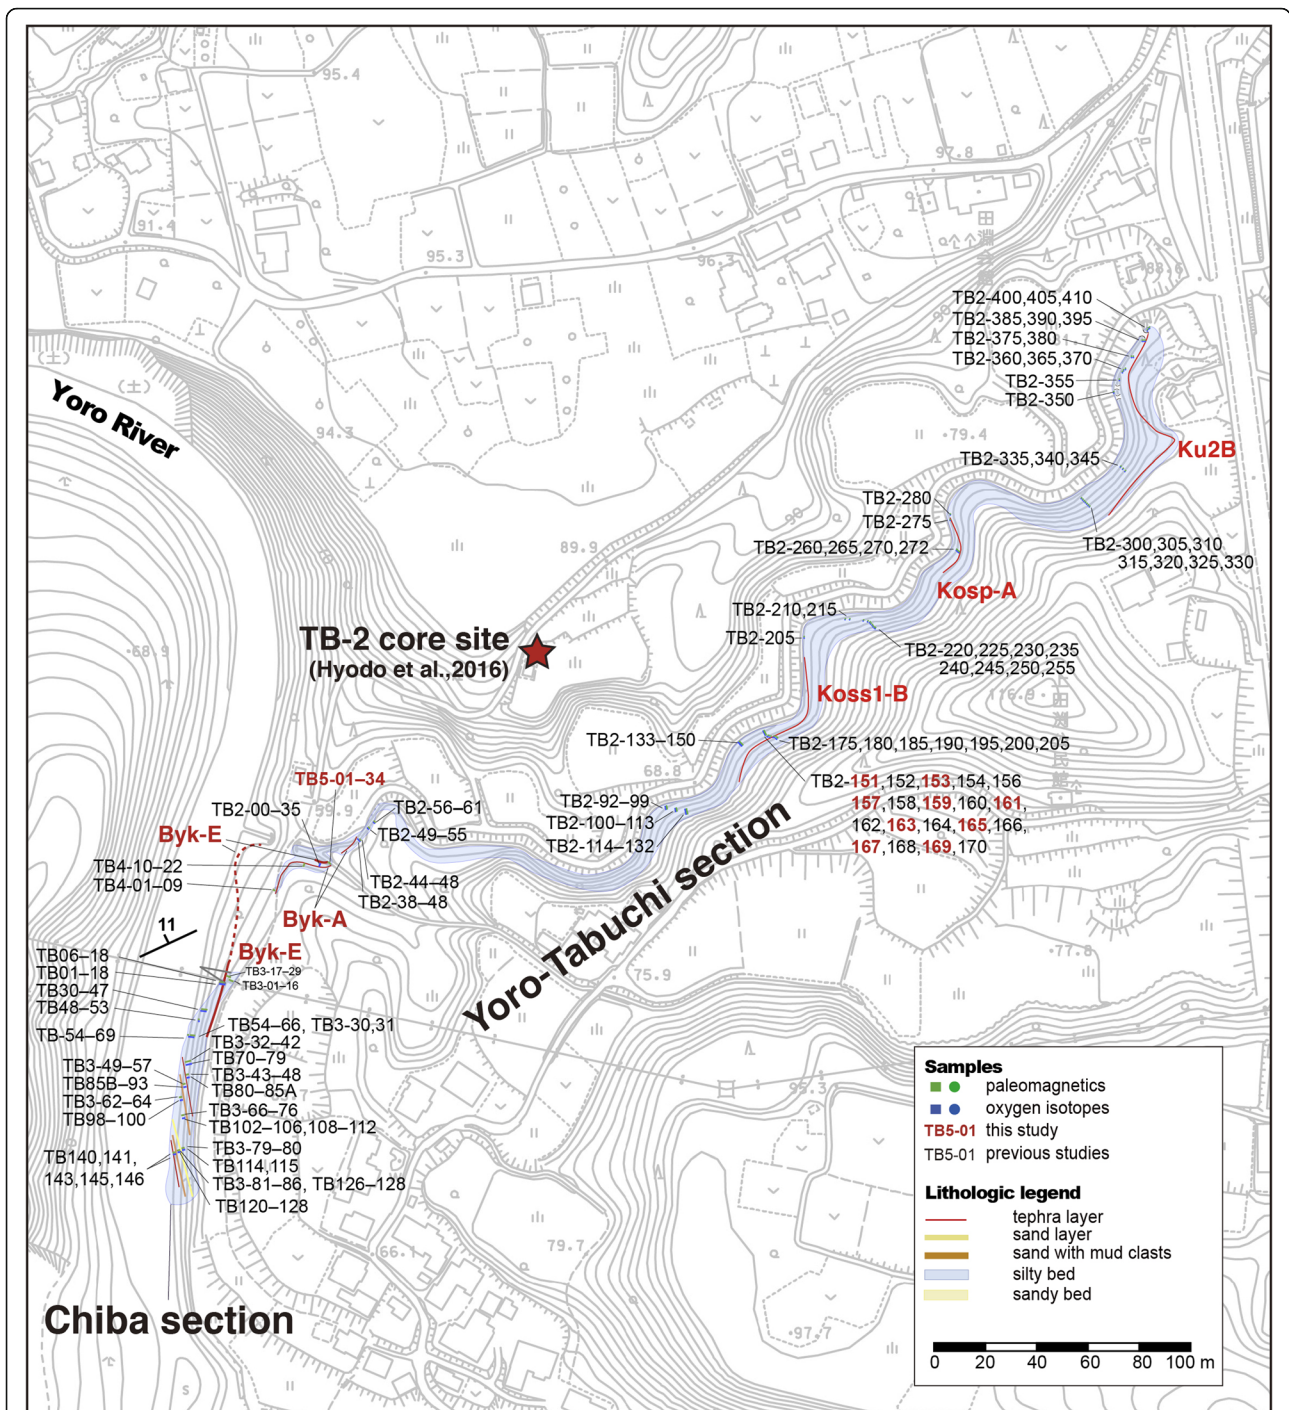 95.4
97.8
91.4
95.3
96.3
Yoro River
94.3
89.9
90
TB2-400,405,410
TB2-385,390,395
TB2-375,380
TB2-360,365,370
TB2-355
TB2-350
79.4
TB2-335,340,345
Ku2B
TB2-280
TB2-275
TB2-260,265,270,272
TB2-300,305,310
315,320,325,330
Kosp-A
TB2-210,215
TB2-205
TB2-220,225,230,235
240,245,250,255
TB-2 core site
(Hyodo et al.,2016)
68.9
116.9
Koss1-B
TB2-133–150
TB2-175,180,185,190,195,200,205
68.8
TB2-151,152,153,154,156
157,158,159,160,161,
162,163,164,165,166,
167,168,169,170
TB5-01–34
TB2-00–35
TB2-56–61
TB2-49–55
TB2-92–99
TB2-100–113
TB2-114–132
Byk-E
TB4-10–22
TB4-01–09
TB2-44–48
TB2-38–48
Byk-A
Yoro-Tabuchi section
11
77.8
75.9
Byk-E
TB06–18
TB01–18
TB30–47
TB48–53
TB-54–69
TB3-17–29
TB3-01–16
TB54–66, TB3-30,31
TB3-32–42
TB70–79
TB3-43–48
TB80–85A
TB3-49–57
TB85B–93
TB3-62–64
TB98–100
TB3-66–76
TB102–106,108–112
TB140,141,
143,145,146
TB3-79–80
TB114,115
TB3-81–86, TB126–128
TB120–128
95.3
66.1
79.7
97.7
Chiba section
Samples
paleomagnetics
oxygen isotopes
TB5-01 this study
TB5-01 previous studies
Lithologic legend
tephra layer
sand layer
sand with mud clasts
silty bed
sandy bed
0 20 40 60 80 100 m